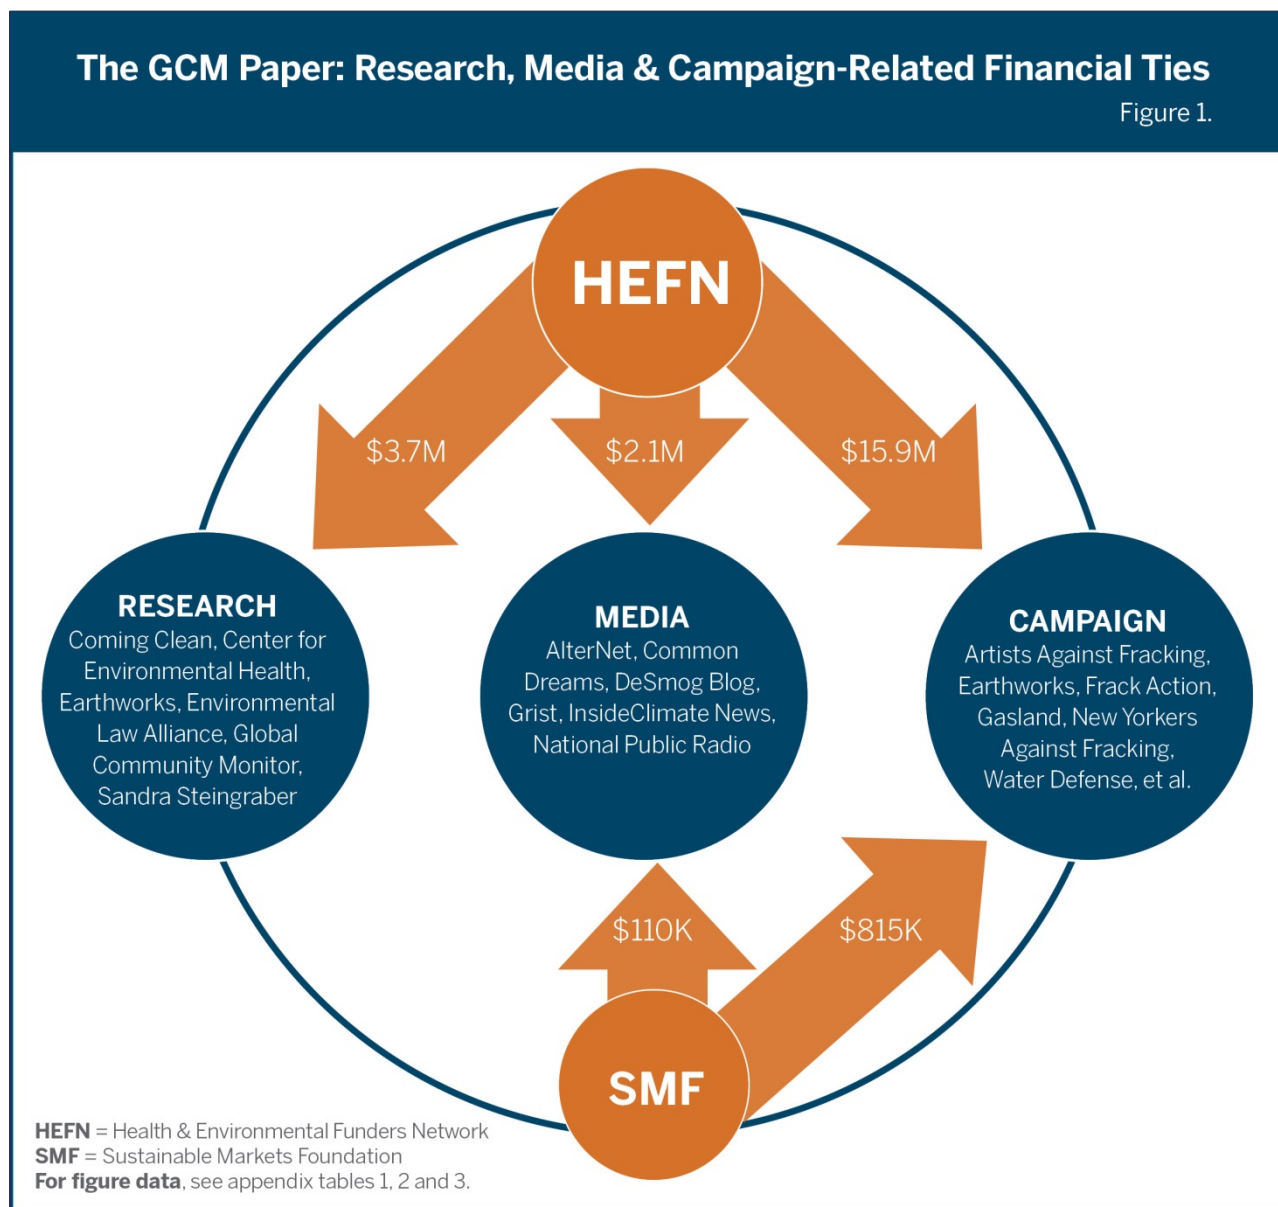 The GCM Paper: Research, Media & Campaign-Related Financial Ties
Figure 1.
HEFN
$3.7M
$2.1M
$15.9M
RESEARCH
Coming Clean, Center for
Environmental Health,
Earthworks, Environmental
Law Alliance, Global
Community Monitor,
Sandra Steingraber
MEDIA
AlterNet, Common
Dreams, DeSmog Blog,
Grist, InsideClimate News,
National Public Radio
CAMPAIGN
Artists Against Fracking,
Earthworks, Frack Action,
Gasland, New Yorkers
Against Fracking,
Water Defense, et al.
$110K
$815K
SMF
HEFN = Health & Environmental Funders Network
SMF = Sustainable Markets Foundation
For figure data, see appendix tables 1, 2 and 3.